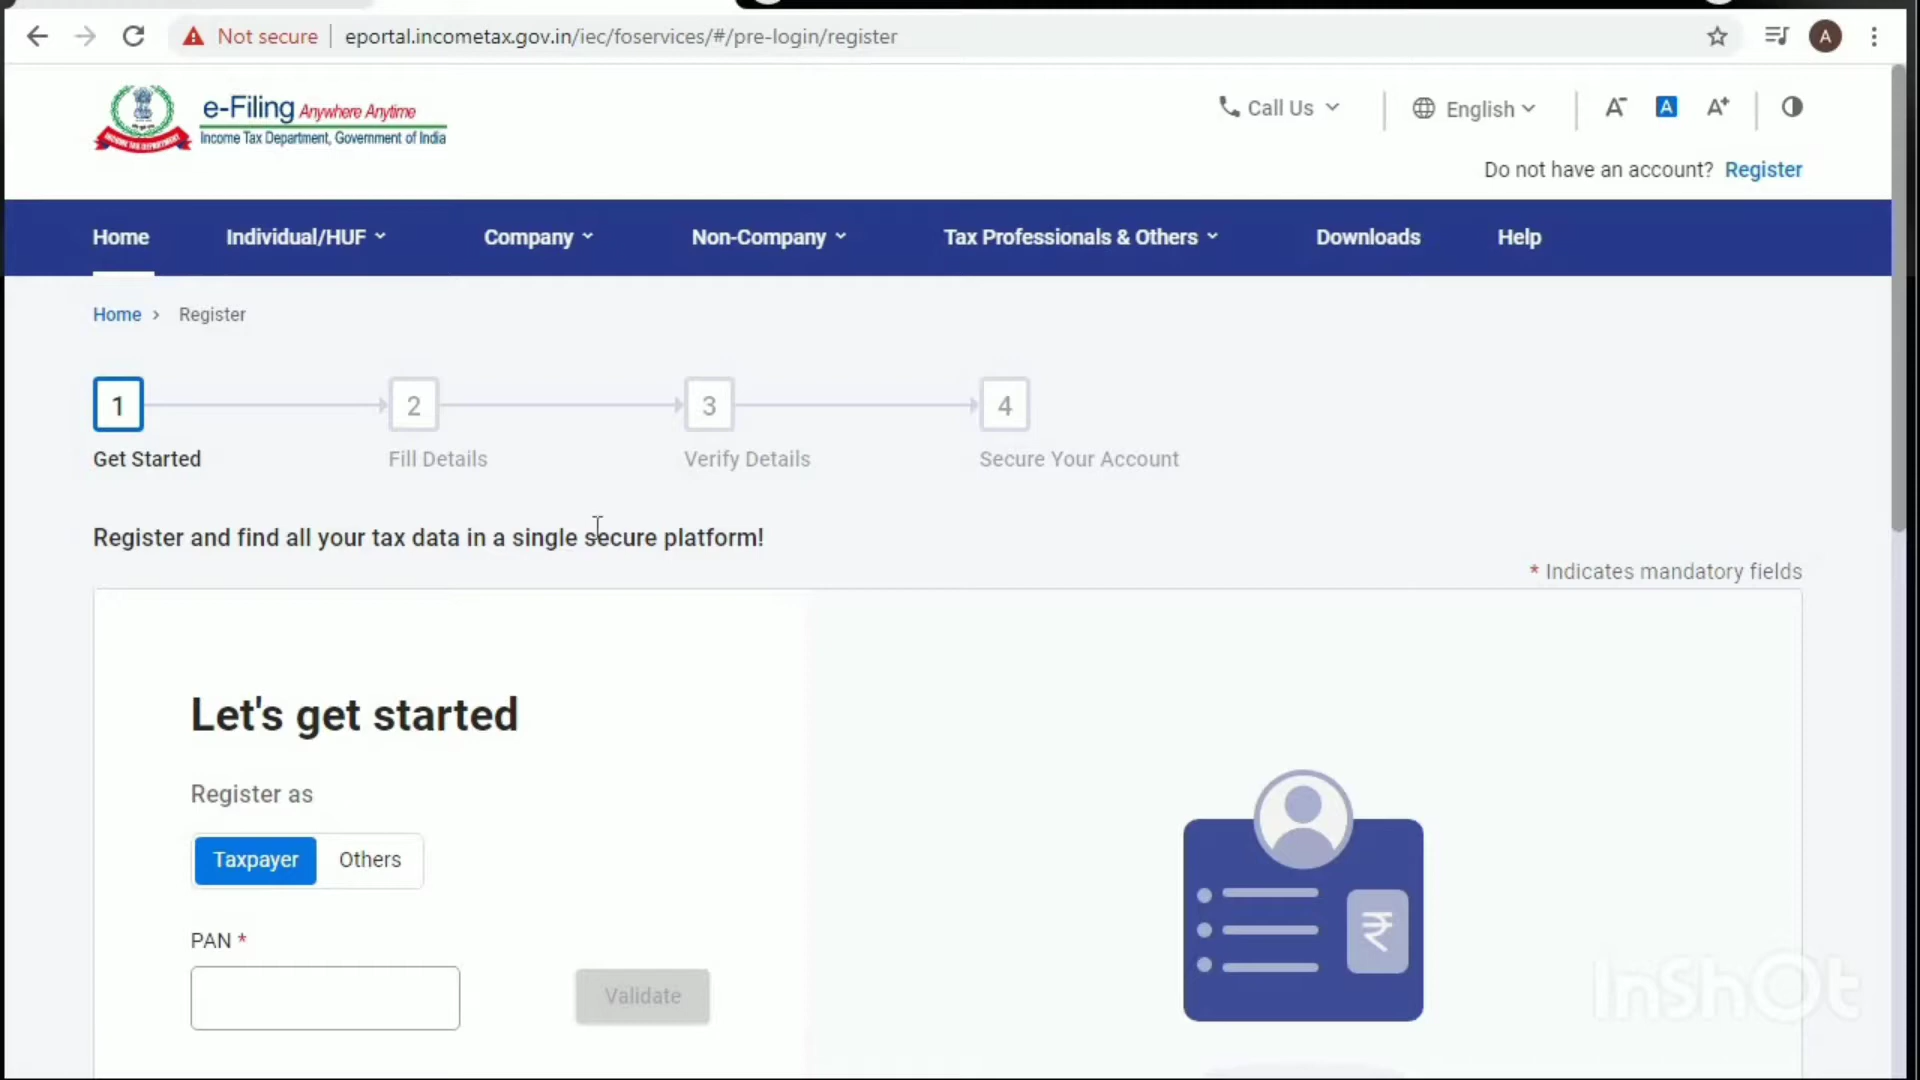 Not secure eportal.incometax.gov.in/iec/foservices/#/pre-login/register A
e-Filing Anywhere Anytime
Income Tax Department, Government of India
INCOME TAX DEPARTMENT
Call Us English A- A A+
Do not have an account? Register
Home Individual/HUF Company Non-Company Tax Professionals & Others Downloads Help
Home > Register
1 2 3 4
Get Started Fill Details Verify Details Secure Your Account
Register and find all your tax data in a single secure platform!
* Indicates mandatory fields
Let's get started
Register as
Taxpayer Others
PAN *
Validate
₹
InShOt